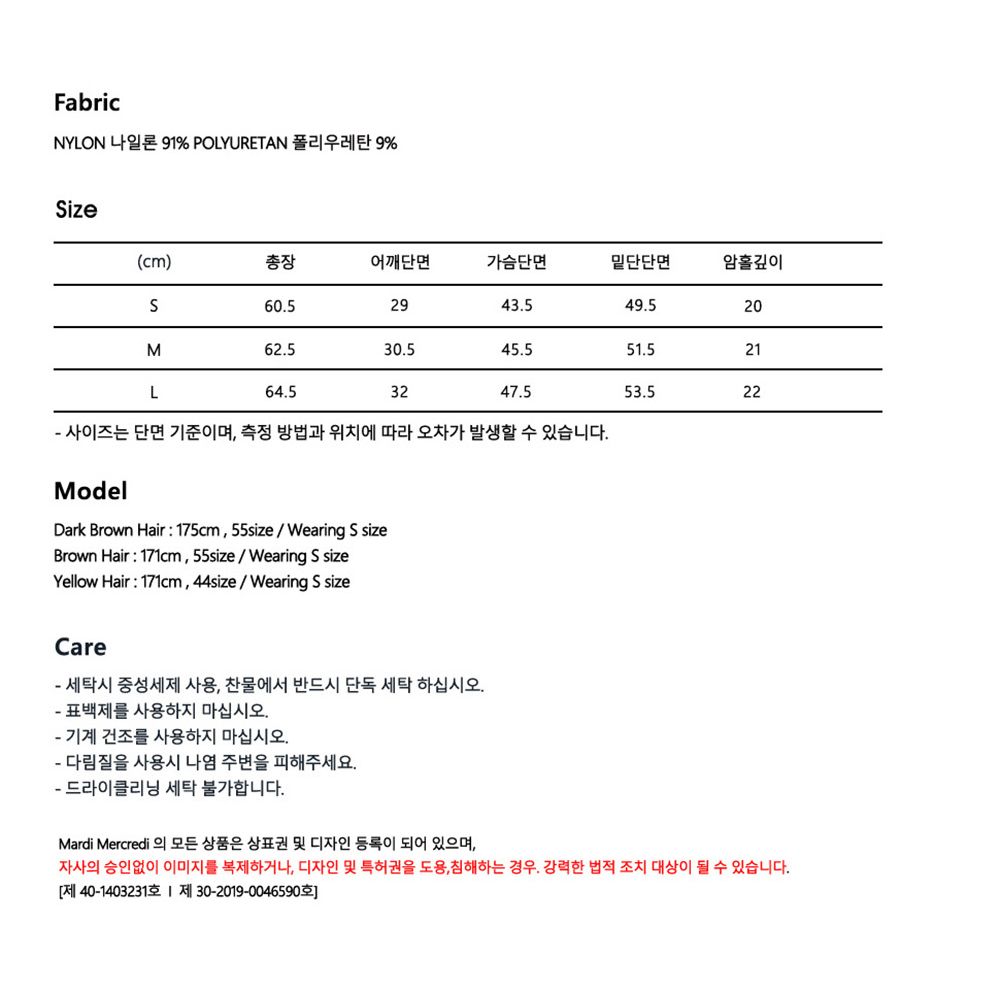 Fabric
NYLON 나일론 91% POLYURETAN 폴리우레탄 9%
Size
(cm) 총장 어깨단면 가슴단면 밑단단면 암홀깊이
S 60.5 29 43.5 49.5 20
M 62.5 30.5 45.5 51.5 21
L 64.5 32 47.5 53.5 22
- 사이즈는 단면 기준이며, 측정 방법과 위치에 따라 오차가 발생할 수 있습니다.
Model
Dark Brown Hair : 175cm , 55size / Wearing S size
Brown Hair : 171cm , 55size / Wearing S size
Yellow Hair : 171cm , 44size / Wearing S size
Care
- 세탁시 중성세제 사용, 찬물에서 반드시 단독 세탁 하십시오.
- 표백제를 사용하지 마십시오.
- 기계 건조를 사용하지 마십시오.
- 다림질을 사용시 나염 주변을 피해주세요.
- 드라이클리닝 세탁 불가합니다.
Mardi Mercredi 의 모든 상품은 상표권 및 디자인 등록이 되어 있으며,
자사의 승인없이 이미지를 복제하거나, 디자인 및 특허권을 도용,침해하는 경우. 강력한 법적 조치 대상이 될 수 있습니다.
[제 40-1403231호 I 제 30-2019-0046590호]